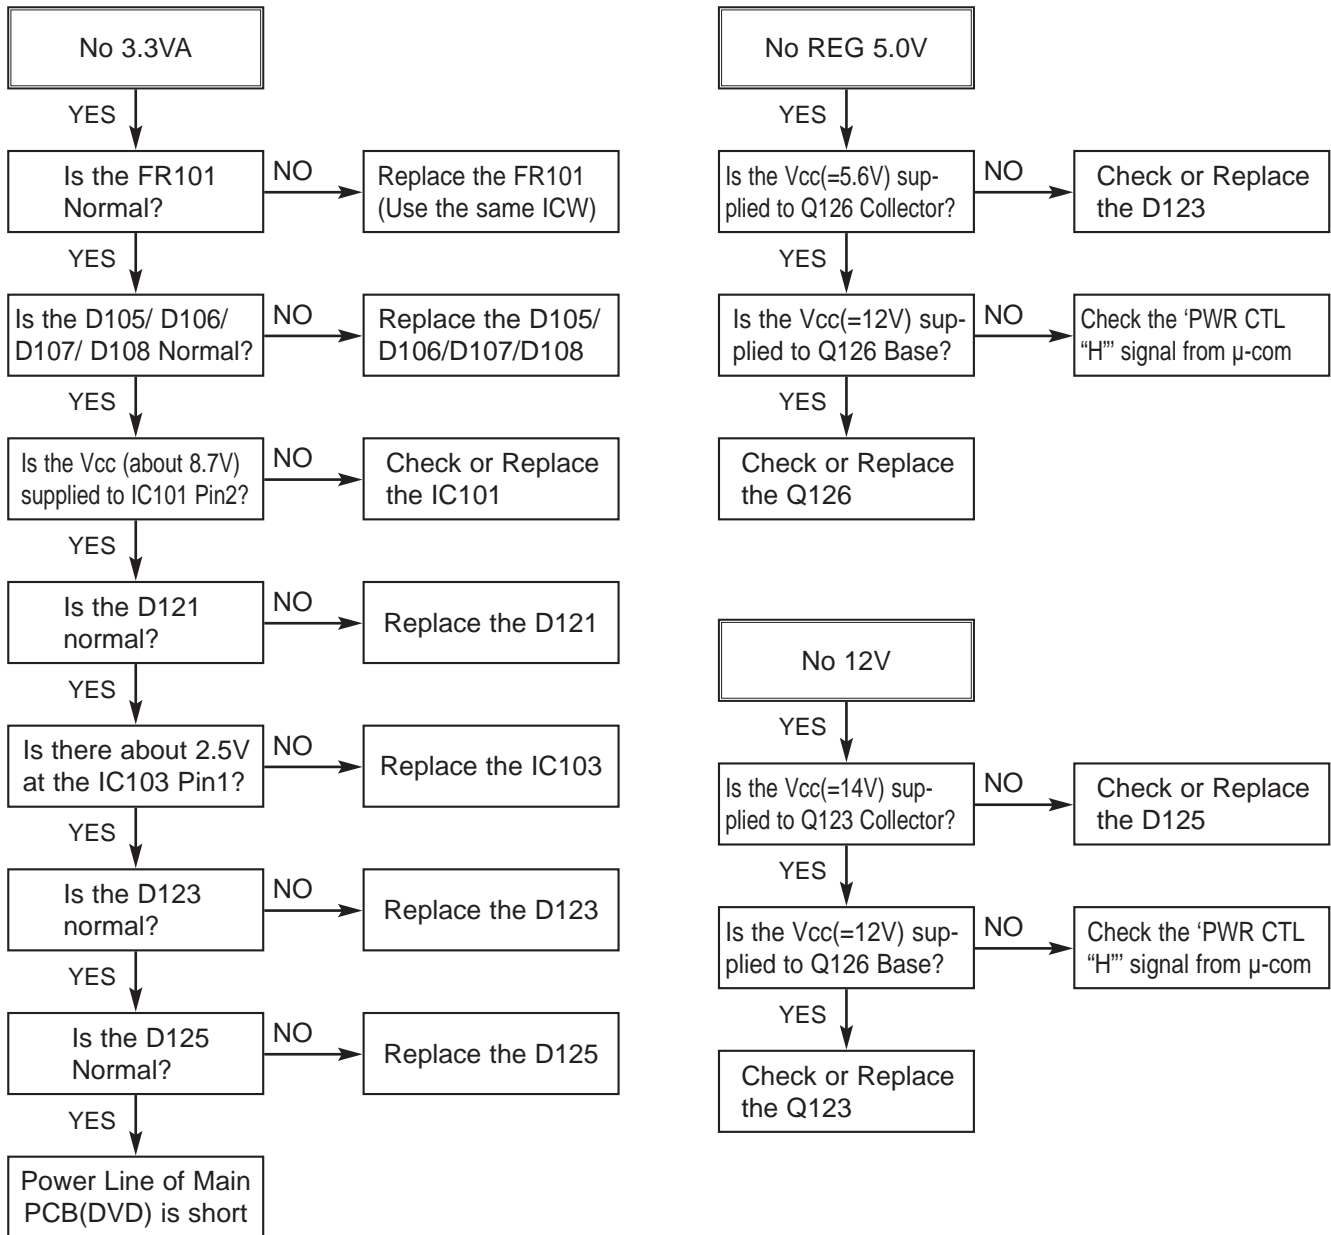 No 3.3VA
YES
Is the FR101
Normal?
NO
Replace the FR101
(Use the same ICW)
YES
Is the D105/ D106/
D107/ D108 Normal?
NO
Replace the D105/
D106/D107/D108
YES
Is the Vcc (about 8.7V)
supplied to IC101 Pin2?
NO
Check or Replace
the IC101
YES
Is the D121
normal?
NO
Replace the D121
YES
Is there about 2.5V
at the IC103 Pin1?
NO
Replace the IC103
YES
Is the D123
normal?
NO
Replace the D123
YES
Is the D125
Normal?
NO
Replace the D125
YES
Power Line of Main
PCB(DVD) is short
No REG 5.0V
YES
Is the Vcc(=5.6V) sup-
plied to Q126 Collector?
NO
Check or Replace
the D123
YES
Is the Vcc(=12V) sup-
plied to Q126 Base?
NO
Check the ‘PWR CTL
“H”’ signal from µ-com
YES
Check or Replace
the Q126
No 12V
YES
Is the Vcc(=14V) sup-
plied to Q123 Collector?
NO
Check or Replace
the D125
YES
Is the Vcc(=12V) sup-
plied to Q126 Base?
NO
Check the ‘PWR CTL
“H”’ signal from µ-com
YES
Check or Replace
the Q123